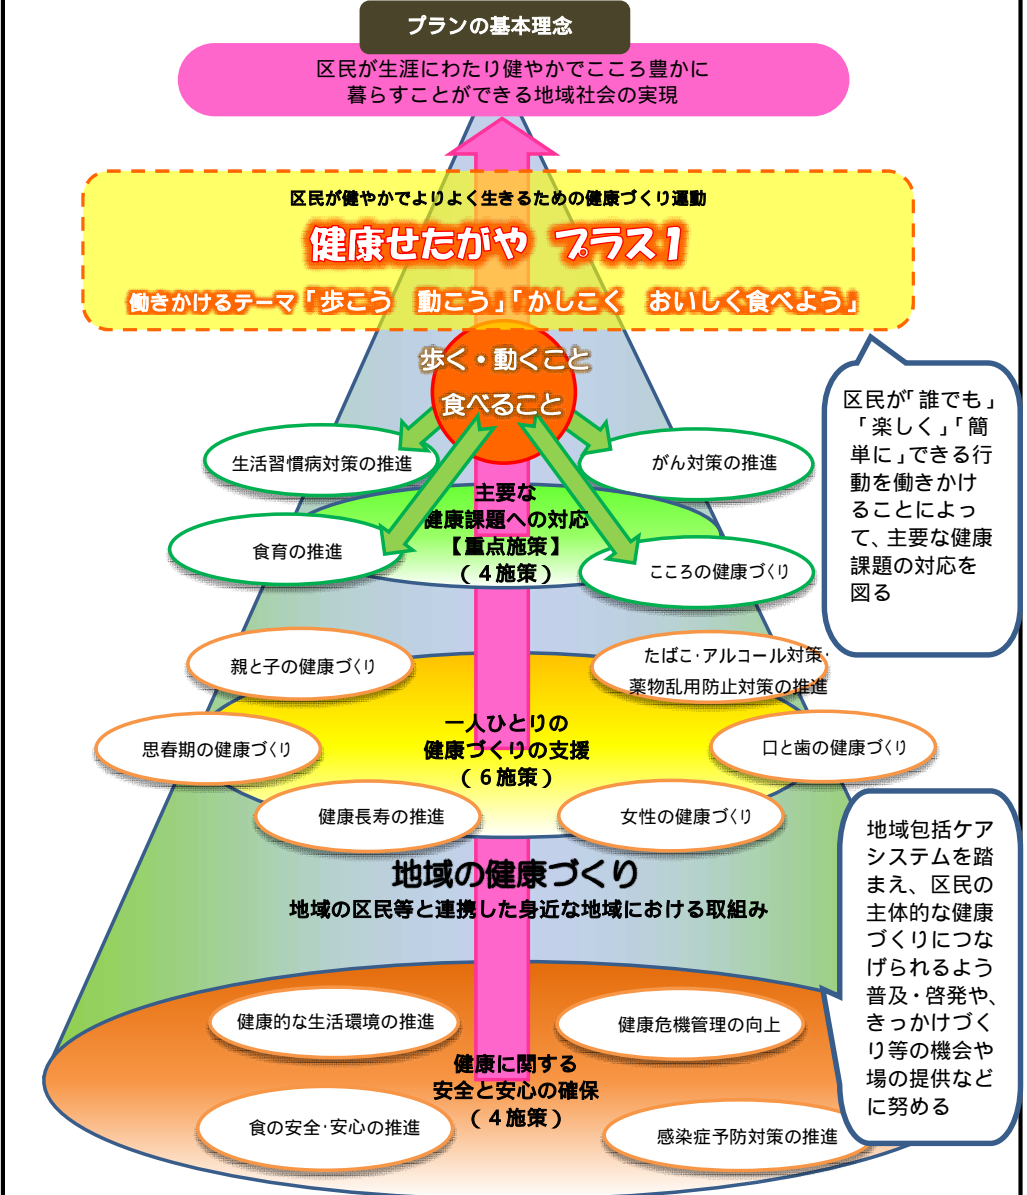 プランの基本理念
区民が生涯にわたり健やかでこころ豊かに
暮らすことができる地域社会の実現
区民が健やかでよりよく生きるための健康づくり運動
健康せたがや プラス1
働きかけるテーマ「歩こう 動こう」「かしこく おいしく食べよう」
歩く・動くこと
食べること
区民が「誰でも」
「楽しく」「簡
単に」できる行
動を働きかけ
ることによっ
て、主要な健康
課題の対応を
図る
生活習慣病対策の推進
がん対策の推進
主要な
健康課題への対応
【重点施策】
(4施策)
食育の推進
こころの健康づくり
親と子の健康づくり
たばこ・アルコール対策・
薬物乱用防止対策の推進
一人ひとりの
健康づくりの支援
(6施策)
思春期の健康づくり
口と歯の健康づくり
健康長寿の推進
女性の健康づくり
地域の健康づくり
地域の区民等と連携した身近な地域における取組み
地域包括ケア
システムを踏
まえ、区民の
主体的な健康
づくりにつな
げられるよう
普及・啓発や、
きっかけづく
り等の機会や
場の提供など
に努める
健康的な生活環境の推進
健康危機管理の向上
健康に関する
安全と安心の確保
(4施策)
食の安全・安心の推進
感染症予防対策の推進